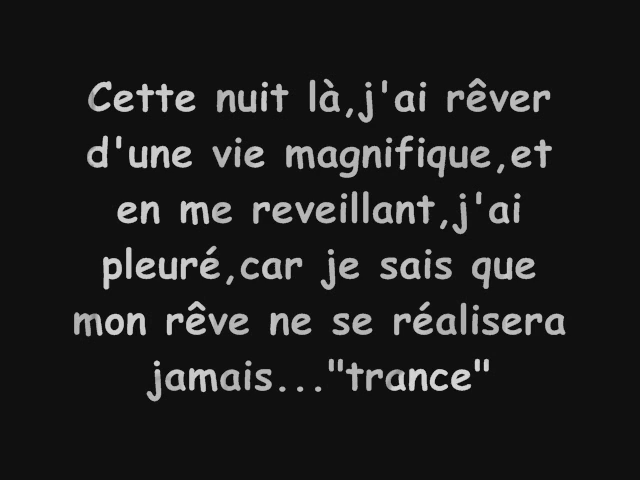 Cette nuit là,j'ai rêver
d'une vie magnifique,et
en me reveillant,j'ai
pleuré,car je sais que
mon rêve ne se réalisera
jamais..."trance"